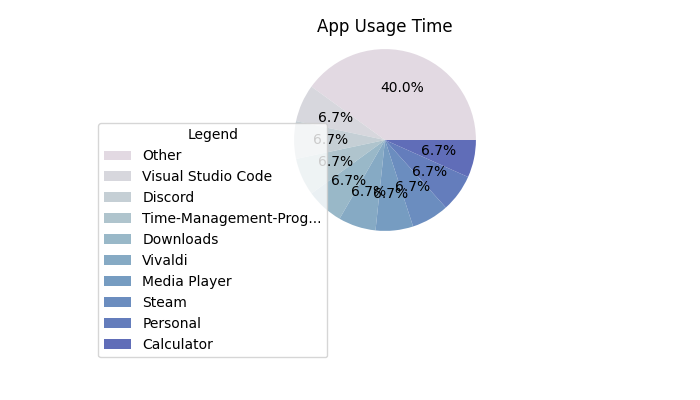 App Usage Time
40.0%
6.7%
6.7%
6.7%
6.7%
6.7%
6.7%
6.7%
6.7%
6.7%
Legend
Other
Visual Studio Code
Discord
Time-Management-Prog...
Downloads
Vivaldi
Media Player
Steam
Personal
Calculator